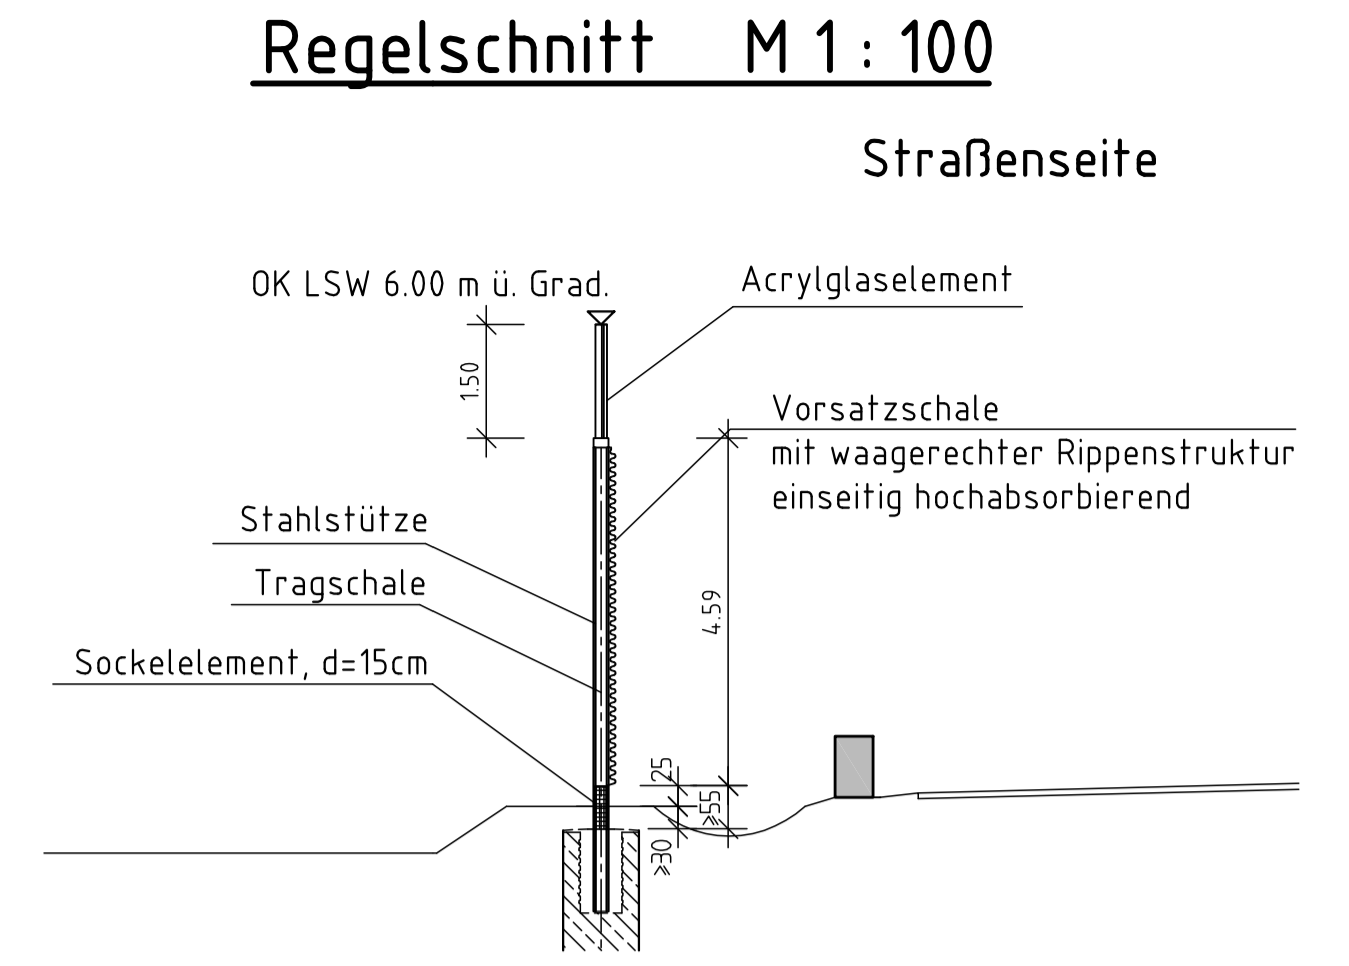 Regelschnitt M 1 : 100
Straßenseite
OK LSW 6.00 m ü. Grad.
Acrylglaselement
1.50
Vorsatzschale
mit waagerechter Rippenstruktur
einseitig hochabsorbierend
Stahlstütze
Tragschale
4.59
Sockelelement, d=15cm
25
≥55
≥30